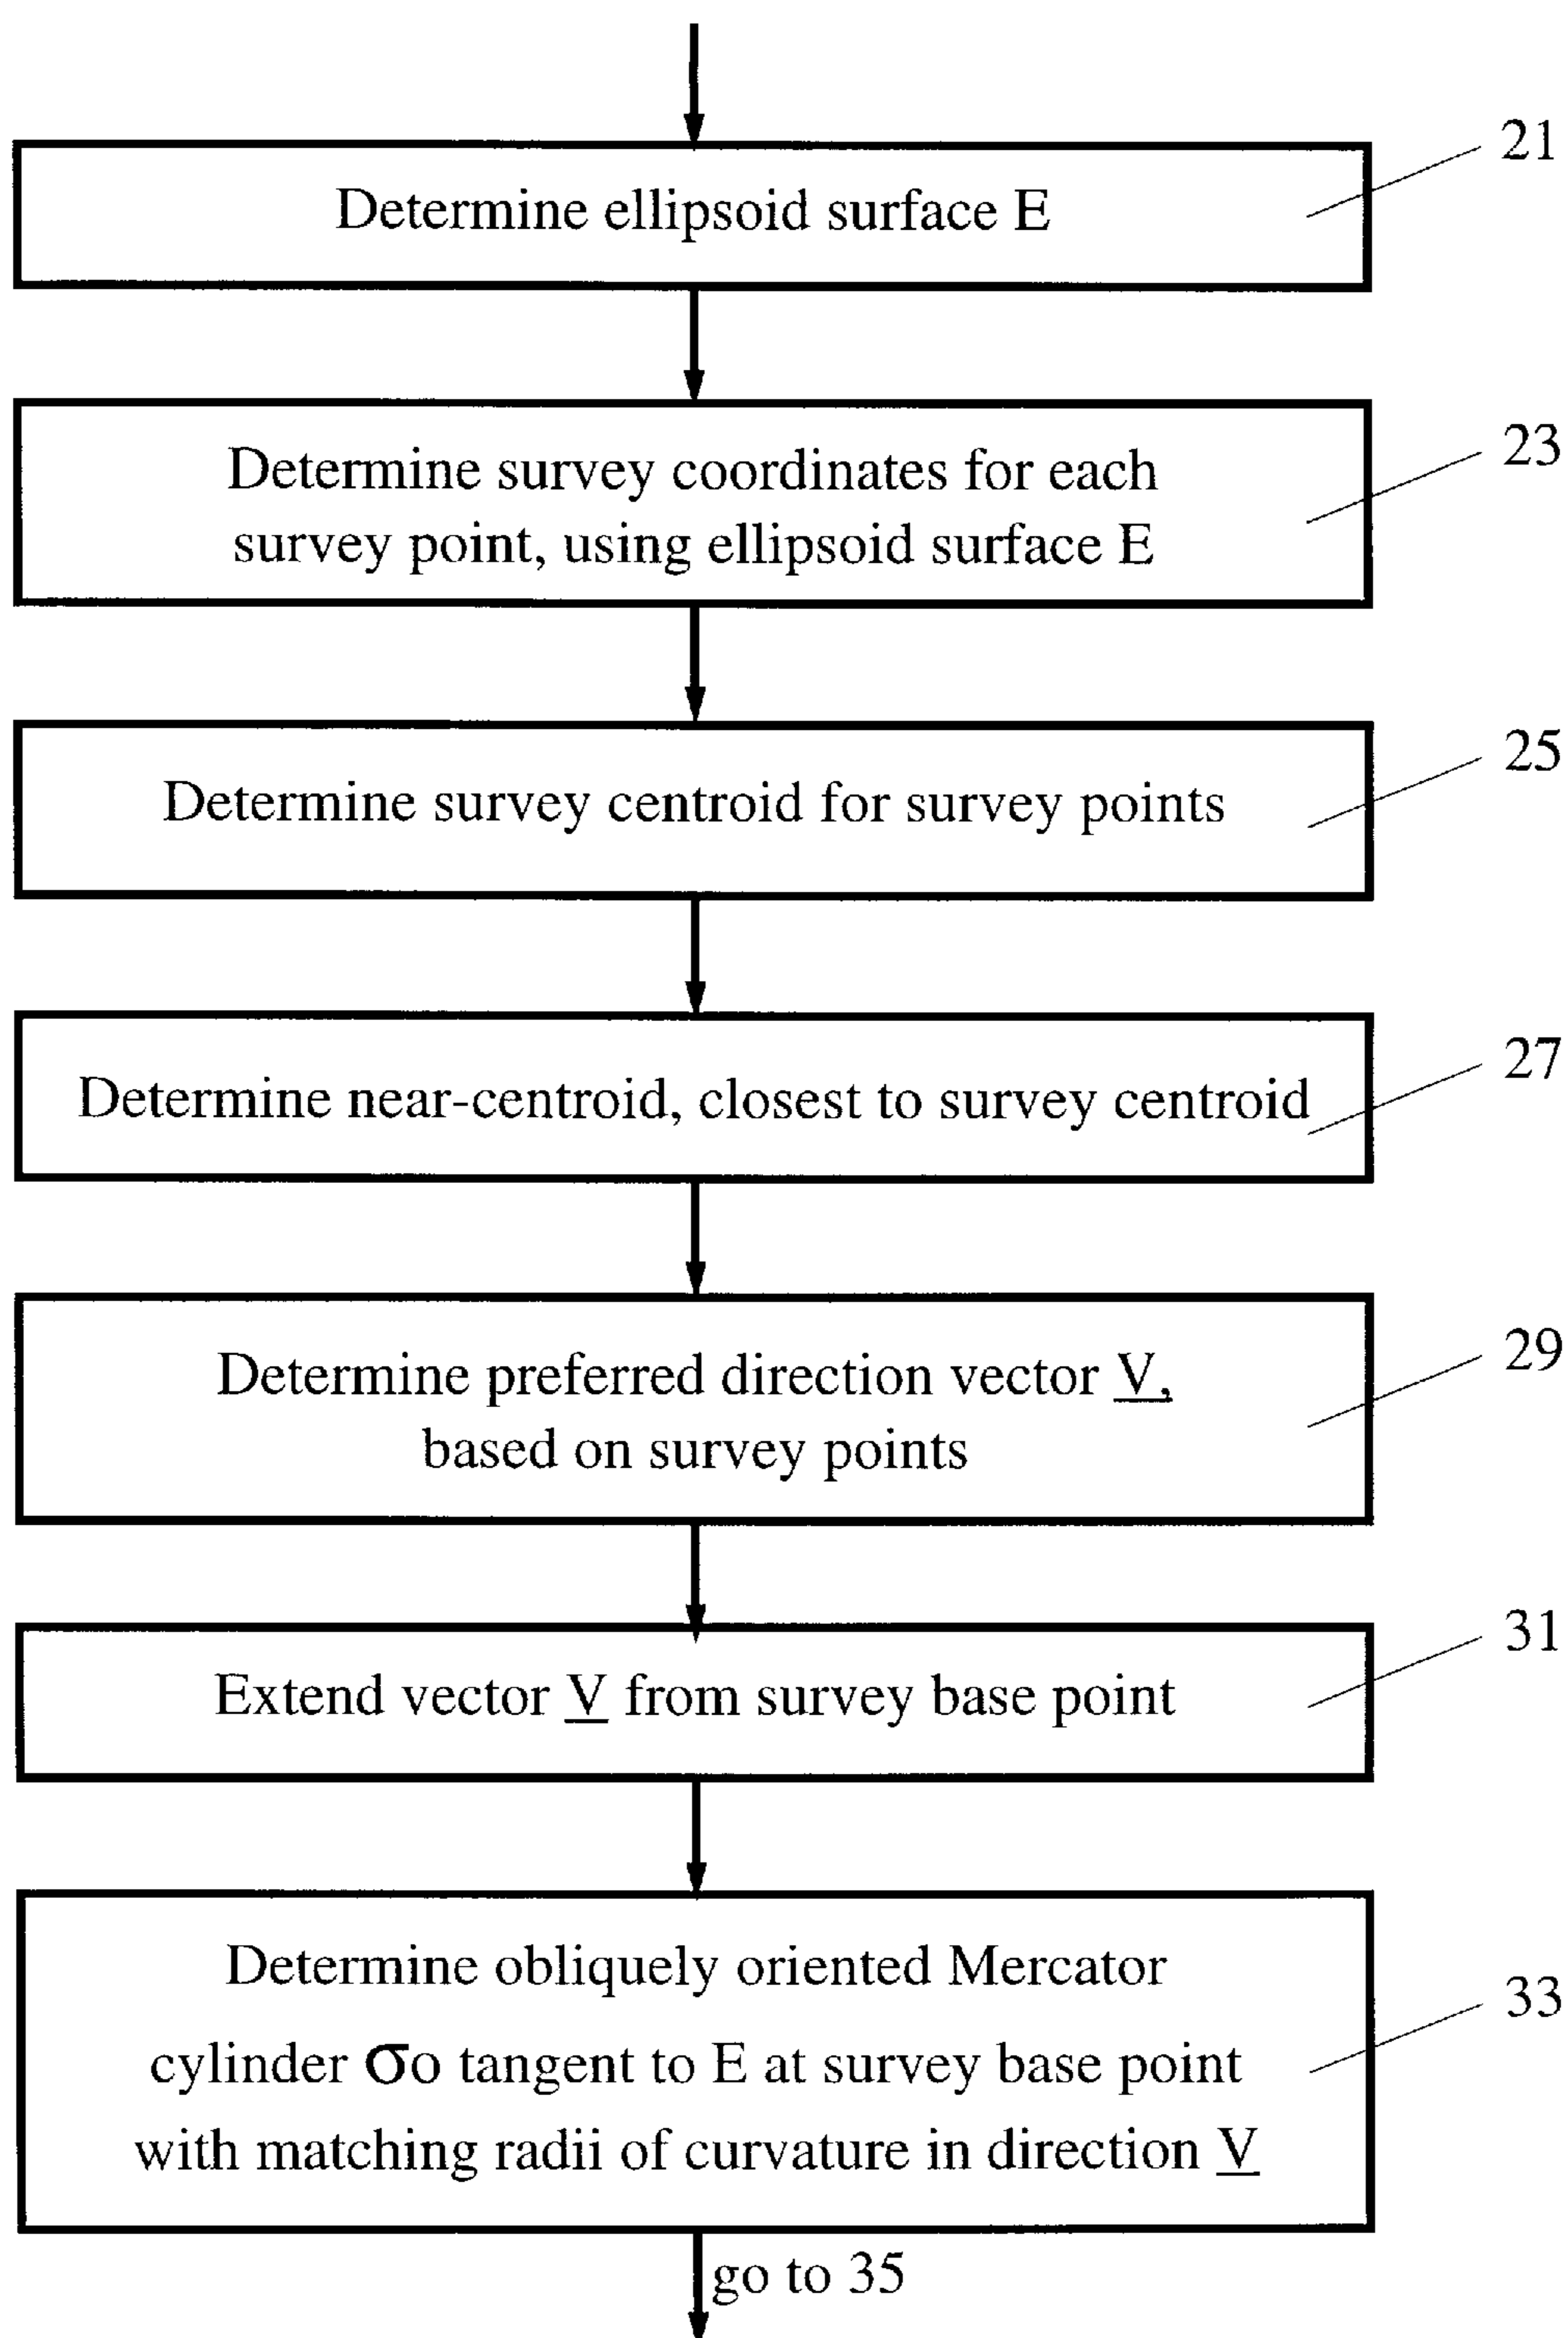 21
Determine ellipsoid surface E
23
Determine survey coordinates for each
survey point, using ellipsoid surface E
25
Determine survey centroid for survey points
27
Determine near-centroid, closest to survey centroid
29
Determine preferred direction vector V,
based on survey points
31
Extend vector V from survey base point
33
Determine obliquely oriented Mercator
cylinder σo tangent to E at survey base point
with matching radii of curvature in direction V
go to 35